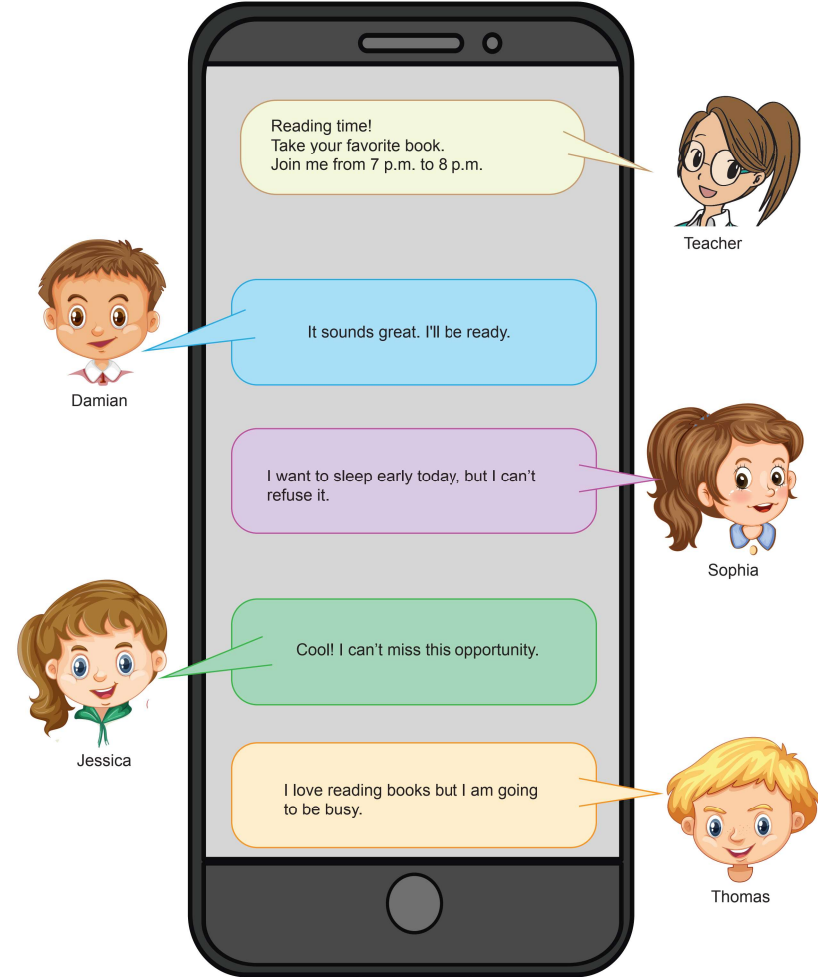 Reading time!
Take your favorite book.
Join me from 7 p.m. to 8 p.m.
Teacher
It sounds great. I'll be ready.
Damian
I want to sleep early today, but I can't
refuse it.
Sophia
Cool! I can't miss this opportunity.
Jessica
I love reading books but I am going
to be busy.
Thomas